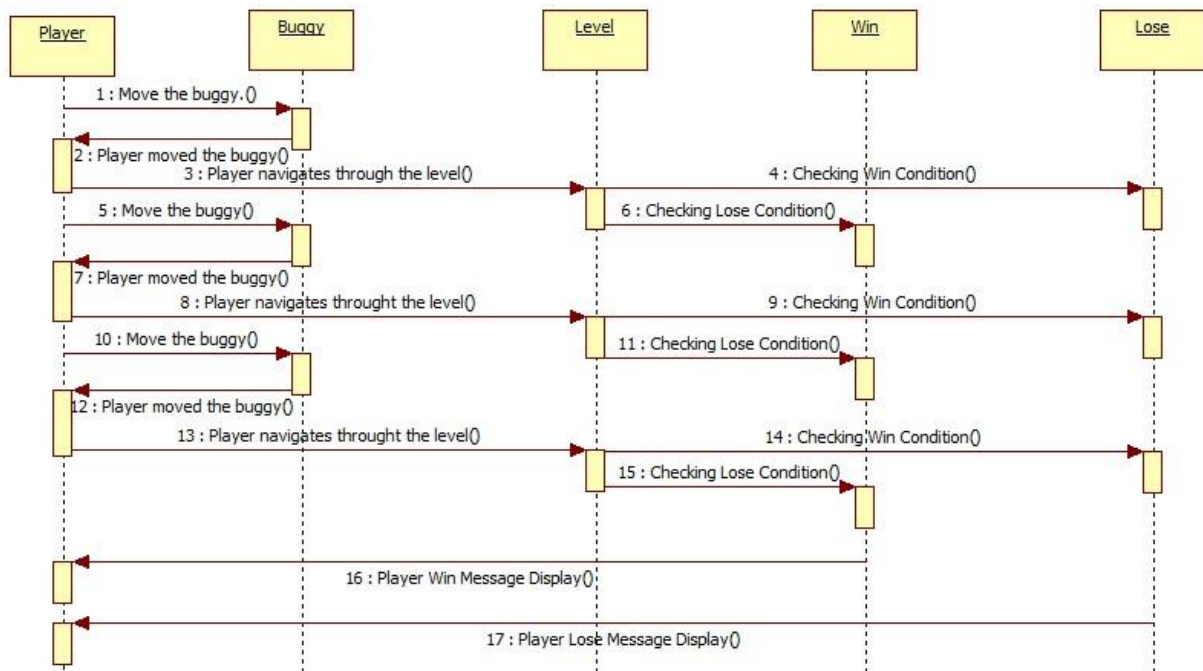 Player
Buggy
Level
Win
Lose
1 : Move the buggy.()
2 : Player moved the buggy()
3 : Player navigates through the level()
4 : Checking Win Condition()
5 : Move the buggy()
6 : Checking Lose Condition()
7 : Player moved the buggy()
8 : Player navigates throught the level()
9 : Checking Win Condition()
10 : Move the buggy()
11 : Checking Lose Condition()
12 : Player moved the buggy()
13 : Player navigates throught the level()
14 : Checking Win Condition()
15 : Checking Lose Condition()
16 : Player Win Message Display()
17 : Player Lose Message Display()